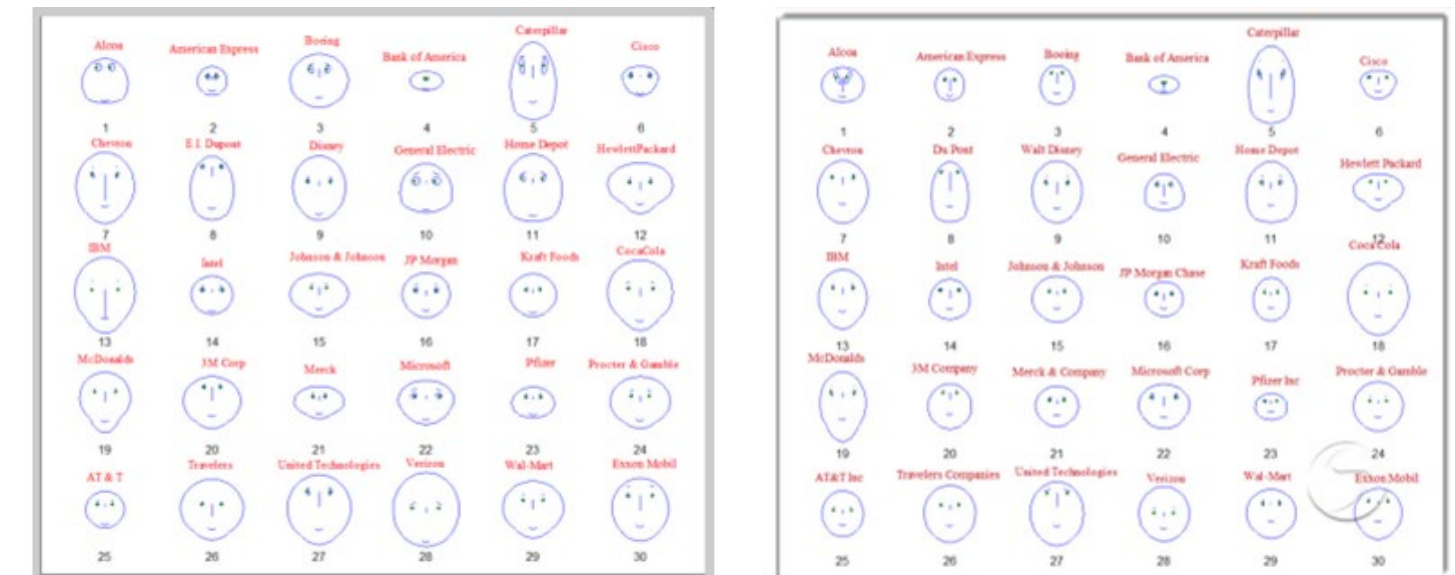 Alcoa American Express Boeing Bank of America Caterpillar Cisco
1 2 3 4 5 6
Chevron E.I. Dupont Disney General Electric Home Depot HewlettPackard
7 8 9 10 11 12
IBM Intel Johnson & Johnson JP Morgan Kraft Foods CocaCola
13 14 15 16 17 18
McDonalds 3M Corp Merck Microsoft Pfizer Procter & Gamble
19 20 21 22 23 24
AT & T Travelers United Technologies Verizon Wal-Mart Exxon Mobil
25 26 27 28 29 30
Alcoa American Express Boeing Bank of America Caterpillar Cisco
1 2 3 4 5 6
Chevron Du Pont Walt Disney General Electric Home Depot Hewlett Packard
7 8 9 10 11 12
IBM Intel Johnson & Johnson JP Morgan Chase Kraft Foods Coca Cola
13 14 15 16 17 18
McDonalds 3M Company Merck & Company Microsoft Corp Pfizer Inc Procter & Gamble
19 20 21 22 23 24
AT&T Inc Travelers Companies United Technologies Verizon Wal-Mart Exxon Mobil
25 26 27 28 29 30